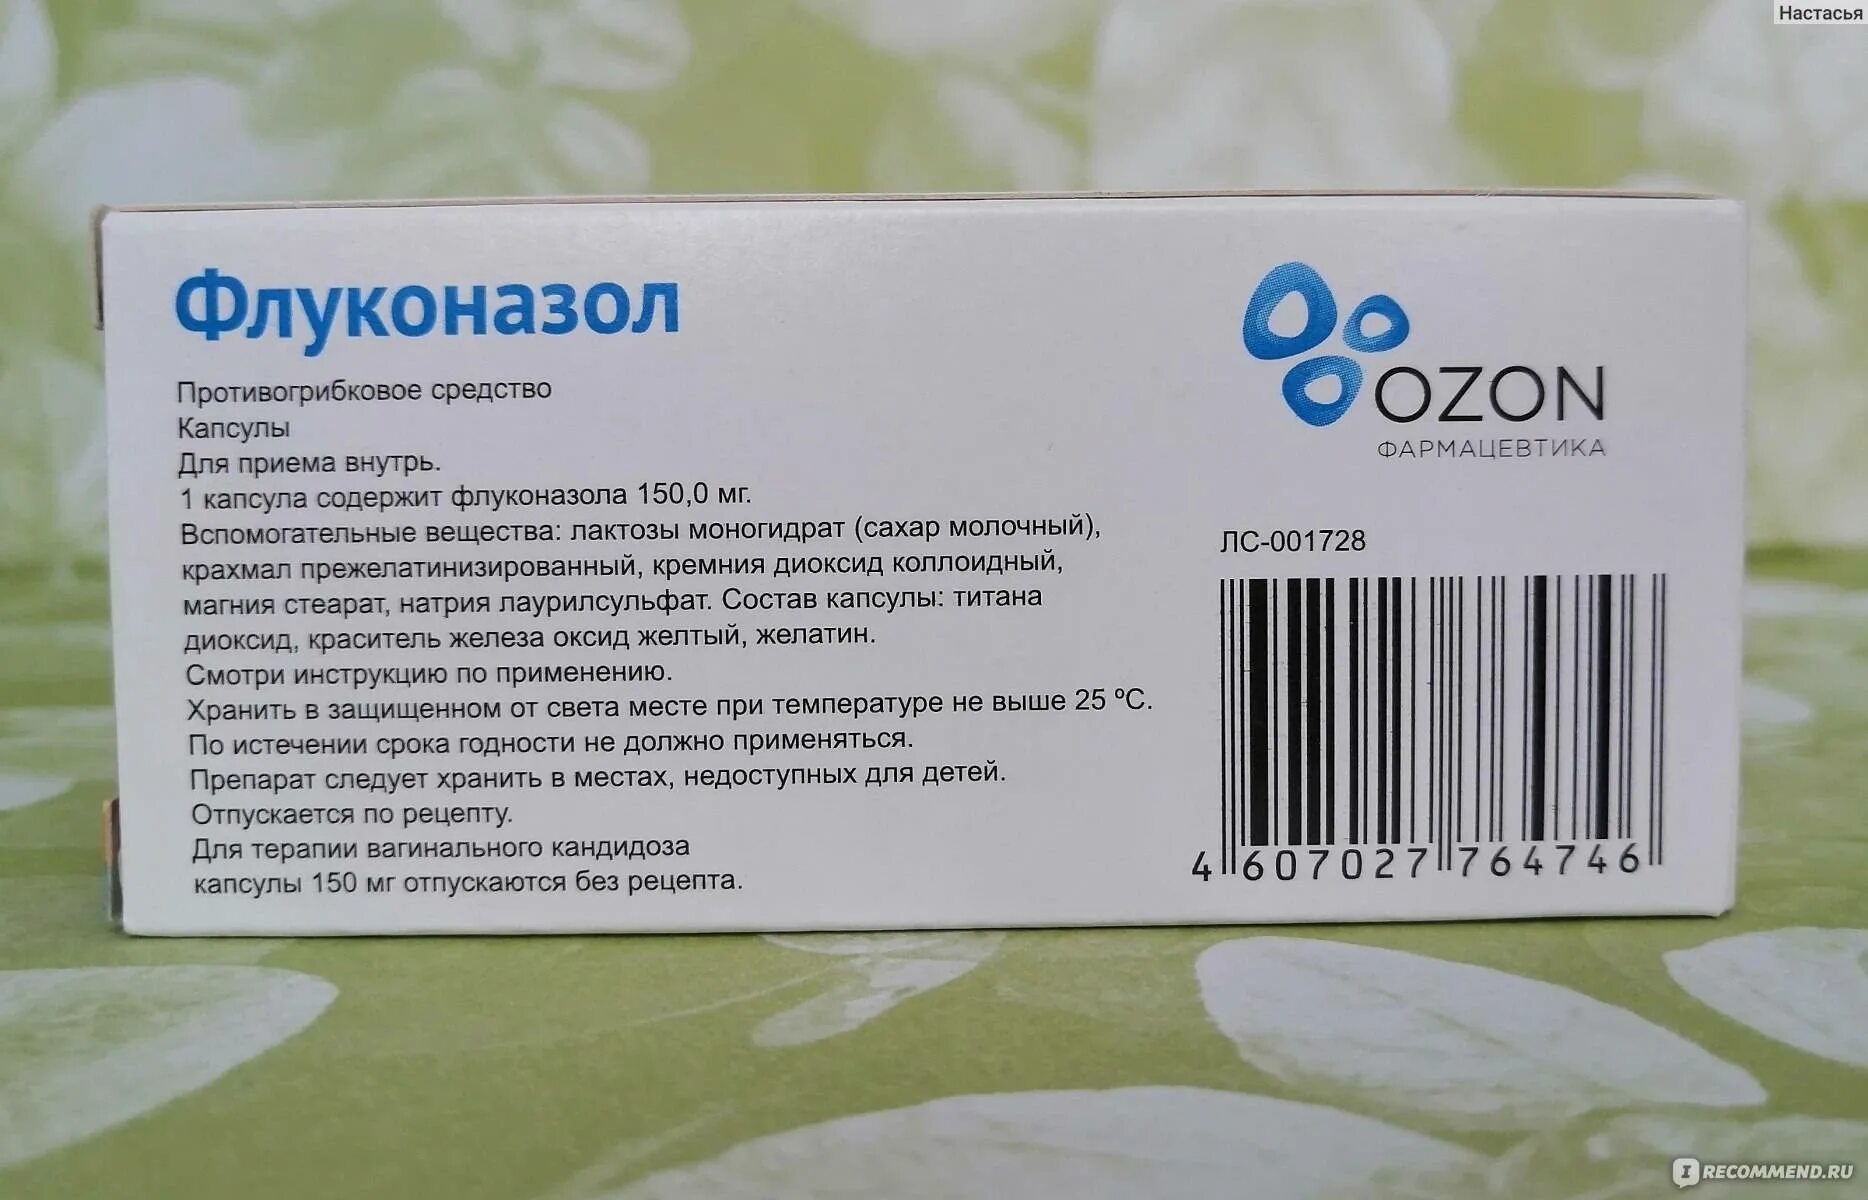 Настасья
Флуконазол
Противогрибковое средство
Капсулы
Для приема внутрь.
1 капсула содержит флуконазола 150,0 мг.
Вспомогательные вещества: лактозы моногидрат (сахар молочный),
крахмал прежелатинизированный, кремния диоксид коллоидный,
магния стеарат, натрия лаурилсульфат. Состав капсулы: титана
диоксид, краситель железа оксид желтый, желатин.
Смотри инструкцию по применению.
Хранить в защищенном от света месте при температуре не выше 25 °С.
По истечении срока годности не должно применяться.
Препарат следует хранить в местах, недоступных для детей.
Отпускается по рецепту.
Для терапии вагинального кандидоза
капсулы 150 мг отпускаются без рецепта.
OZON
ФАРМАЦЕВТИКА
ЛС-001728
4 607027 764746
IRECOMMEND.RU